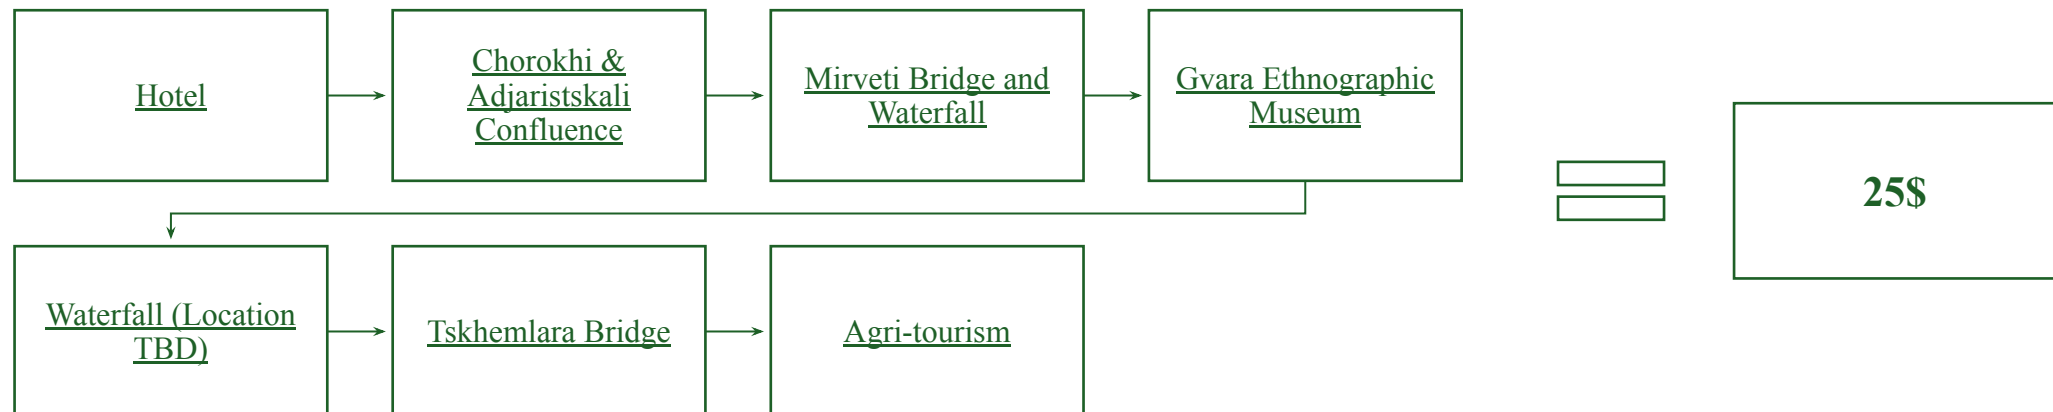 Hotel
Chorokhi &
Adjaristskali
Confluence
Mirveti Bridge and
Waterfall
Gvara Ethnographic
Museum
25$
Waterfall (Location
TBD)
Tskhemlara Bridge
Agri-tourism